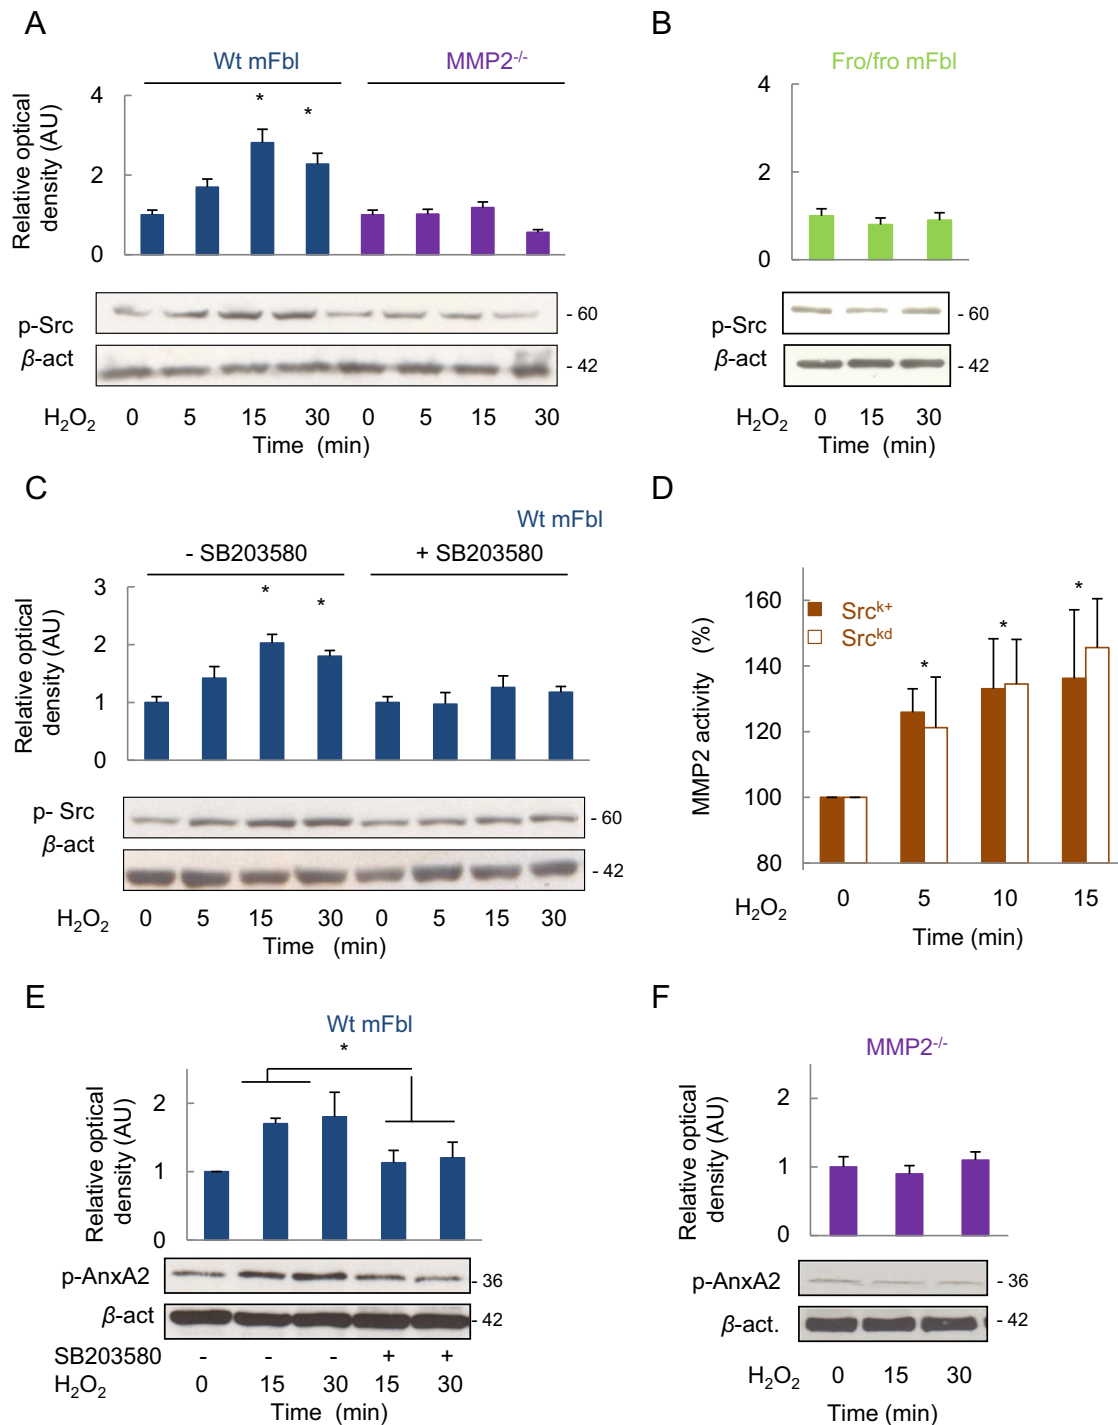 A
Wt mFbl
MMP2-/-
Relative optical
density (AU)
4
2
0
*
*
p-Src
- 60
β-act
- 42
H2O2
0 5 15 30 0 5 15 30
Time (min)
B
Fro/fro mFbl
4
2
0
p-Src
- 60
β-act
- 42
H2O2
0 15 30
Time (min)
C
Wt mFbl
- SB203580
+ SB203580
Relative optical
density (AU)
3
2
1
0
*
*
p- Src
- 60
β-act
- 42
H2O2
0 5 15 30 0 5 15 30
Time (min)
D
Srck+
Srckd
MMP2 activity (%)
160
140
120
100
80
*
*
*
H2O2
0 5 10 15
Time (min)
E
Wt mFbl
*
Relative optical
density (AU)
2
1
0
p-AnxA2
- 36
β-act
- 42
SB203580 - - - + +
H2O2 0 15 30 15 30
Time (min)
F
MMP2-/-
Relative optical
density (AU)
2
1
0
p-AnxA2
- 36
β-act.
- 42
H2O2 0 15 30
Time (min)